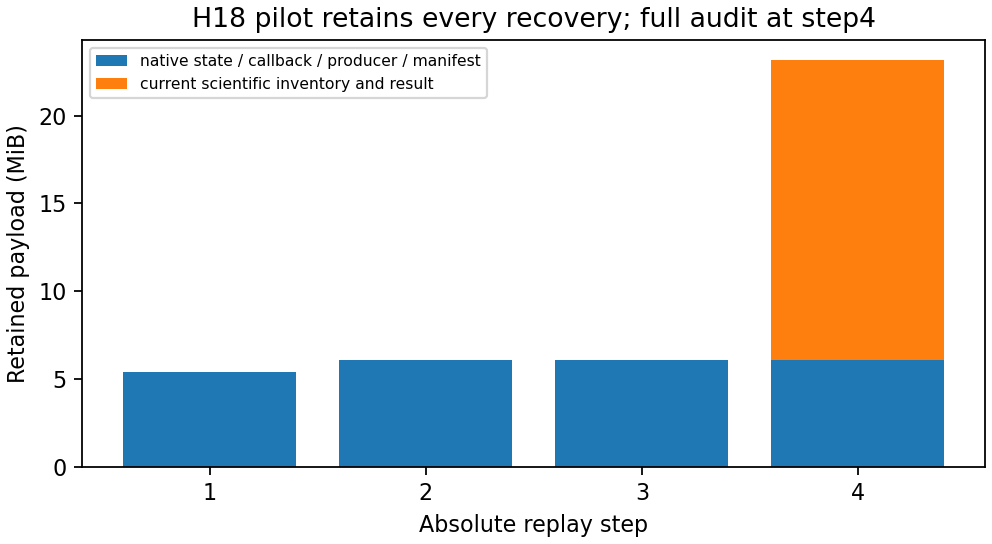 H18 pilot retains every recovery; full audit at step4
native state / callback / producer / manifest
current scientific inventory and result
Retained payload (MiB)
20
15
10
5
0
1
2
3
4
Absolute replay step